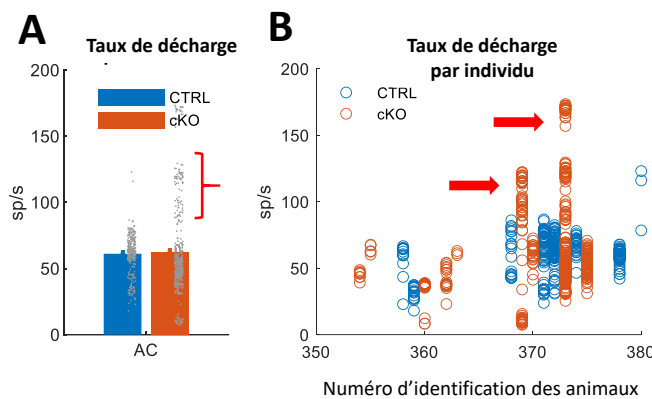 A
Taux de décharge
200
CTRL
cKO
150
100
50
0
sp/s
AC
B
Taux de décharge
par individu
200
CTRL
cKO
150
100
50
0
sp/s
350
360
370
380
Numéro d'identification des animaux